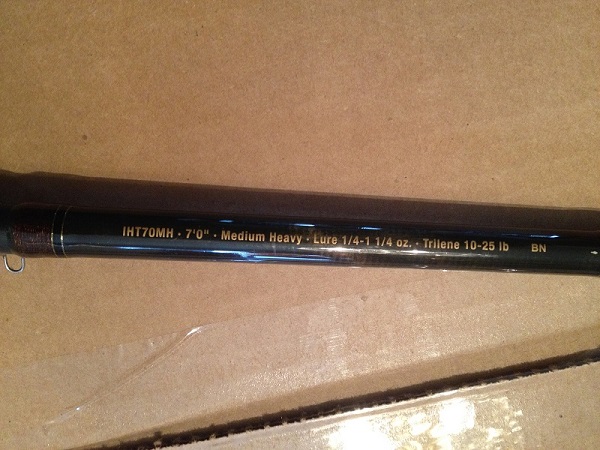 IHT70MH · 7'0" · Medium Heavy · Lure 1/4-1 1/4 oz. · Trilene 10-25 lb BN